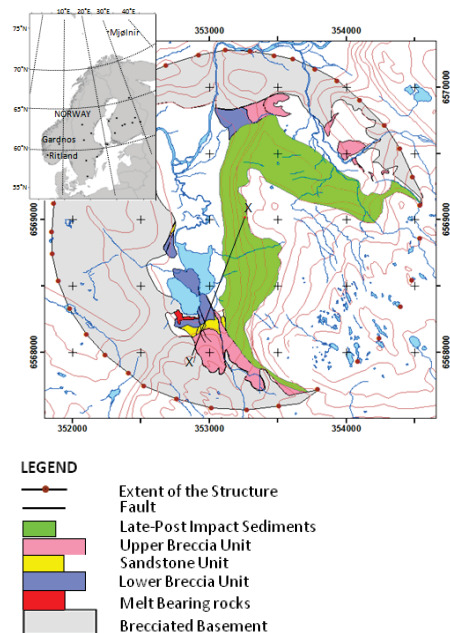 10°E 20°E 30°E 40°E
75°N
Mjølnir
70°N
65°N
NORWAY
Gardnos
60°N
Ritland
55°N
353000 354000
6570000
6569000
6569000
6568000
6568000
X
X
352000 353000 354000
LEGEND
Extent of the Structure
Fault
Late-Post Impact Sediments
Upper Breccia Unit
Sandstone Unit
Lower Breccia Unit
Melt Bearing rocks
Brecciated Basement